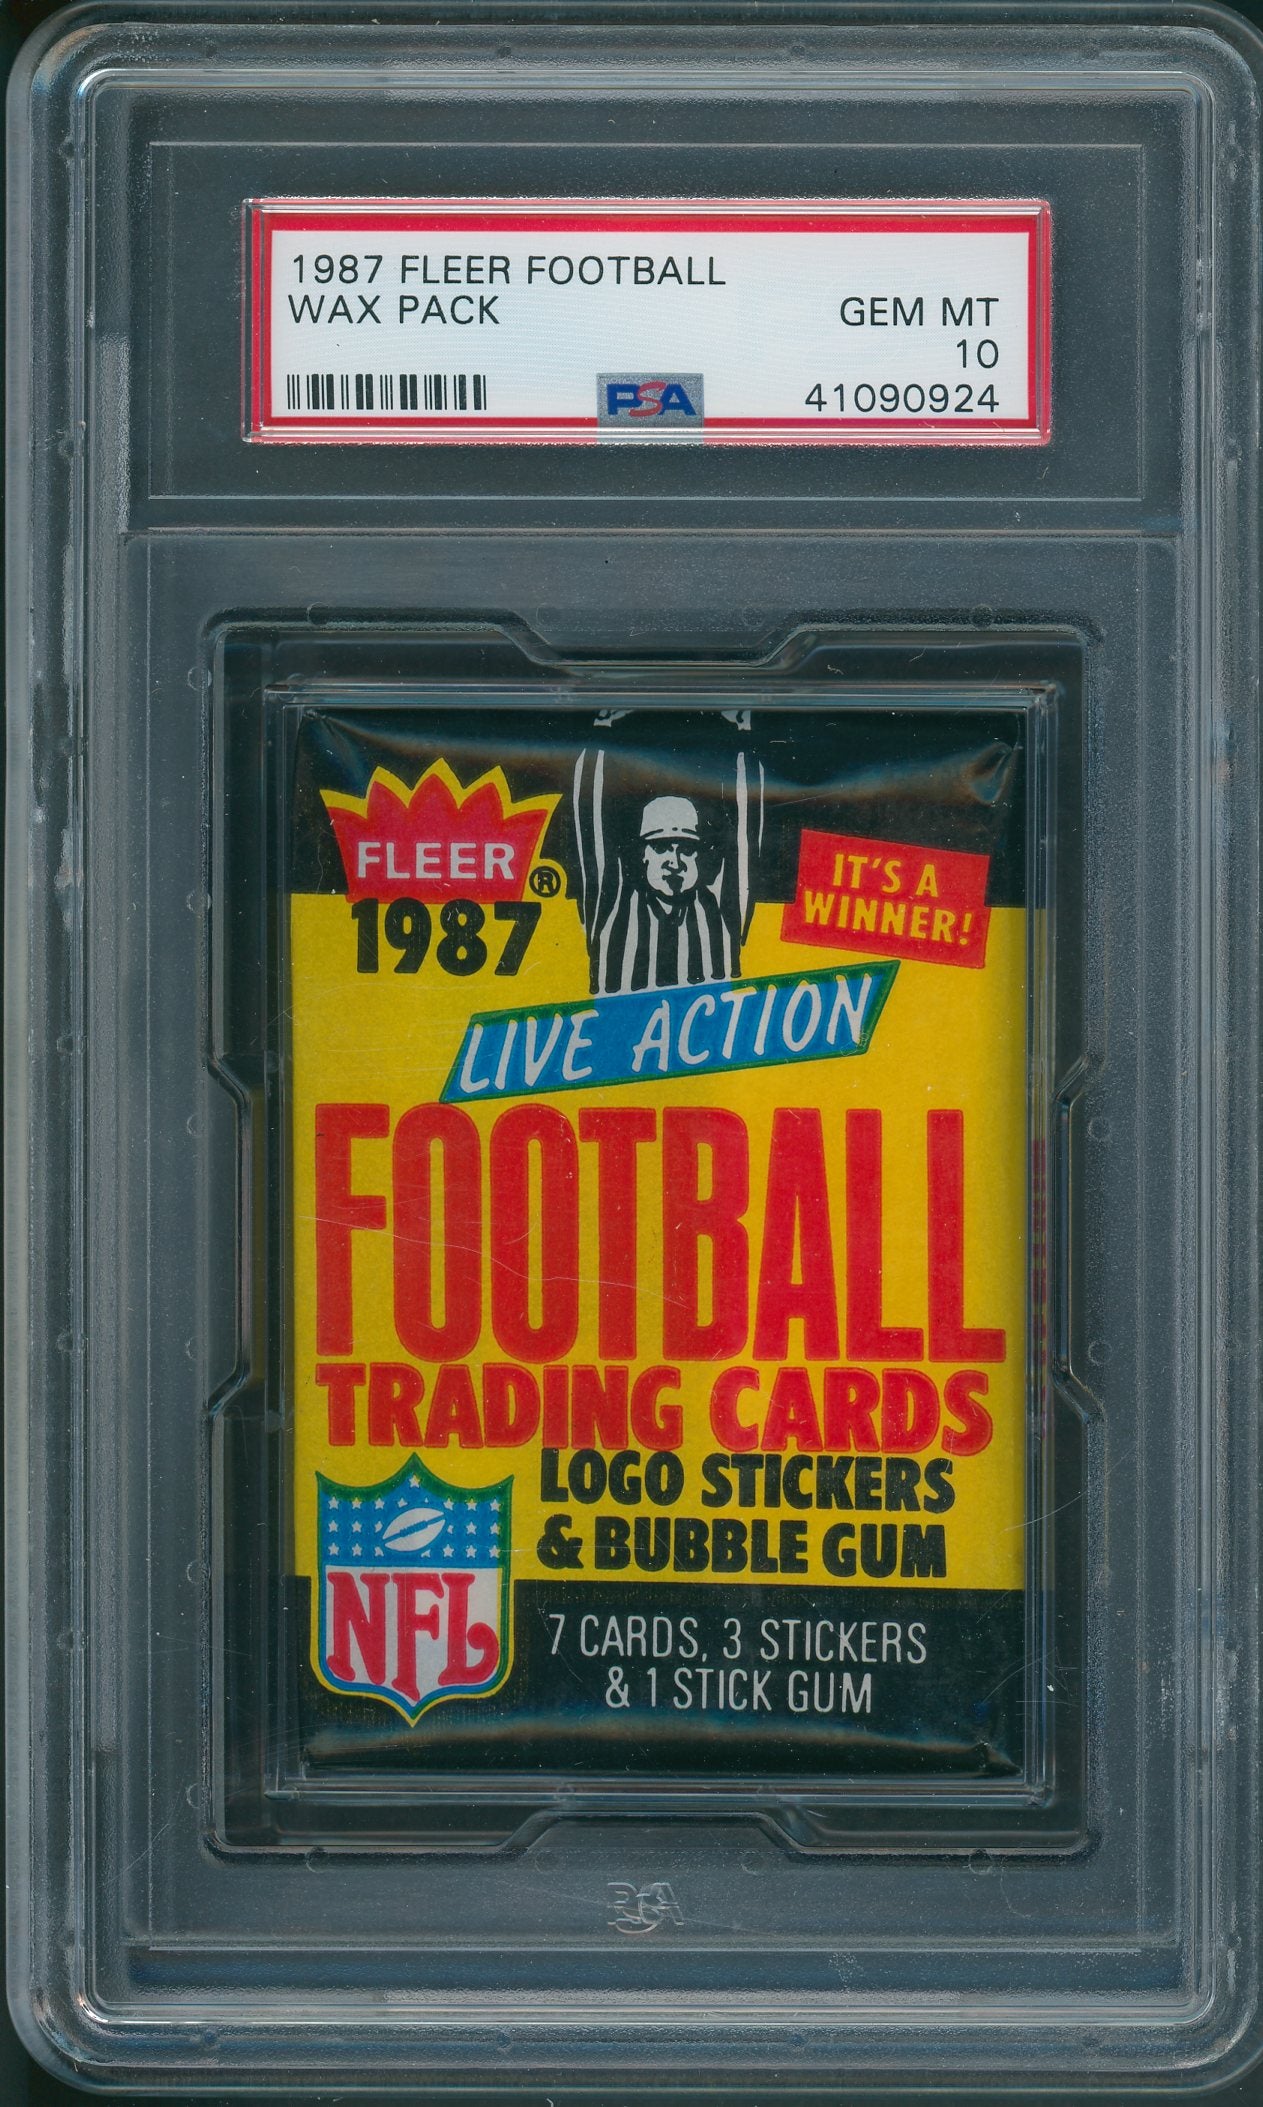 1987 FLEER FOOTBALL
WAX PACK
GEM MT
10
PSA
41090924
FLEER®
1987
IT'S A
WINNER!
LIVE ACTION
FOOTBALL
TRADING CARDS
LOGO STICKERS
& BUBBLE GUM
NFL
7 CARDS, 3 STICKERS
& 1 STICK GUM
PSA